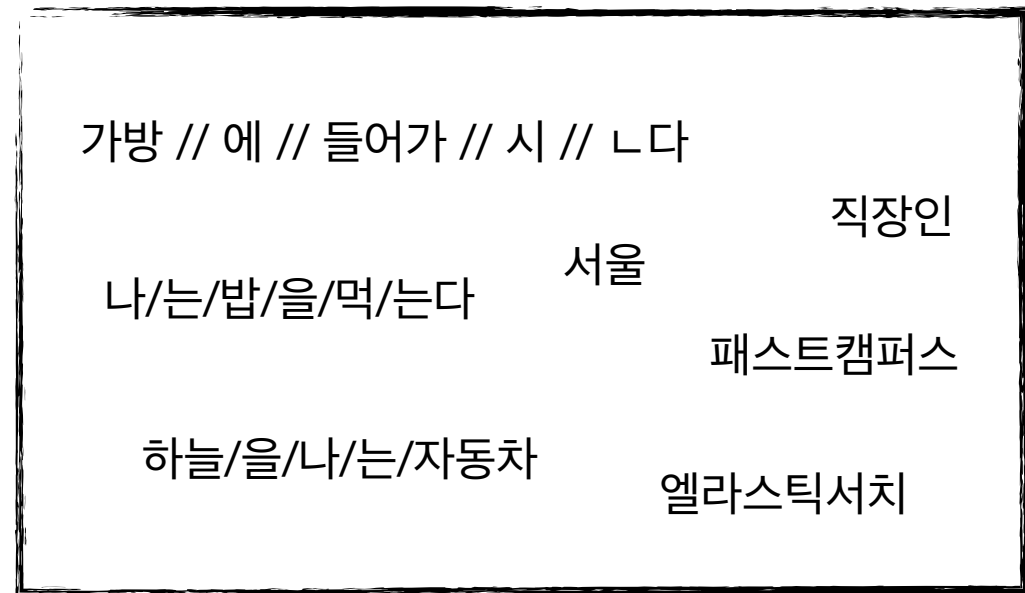 가방 // 에 // 들어가 // 시 // ㄴ다
직장인
서울
나/는/밥/을/먹/는다
패스트캠퍼스
하늘/을/나/는/자동차
엘라스틱서치